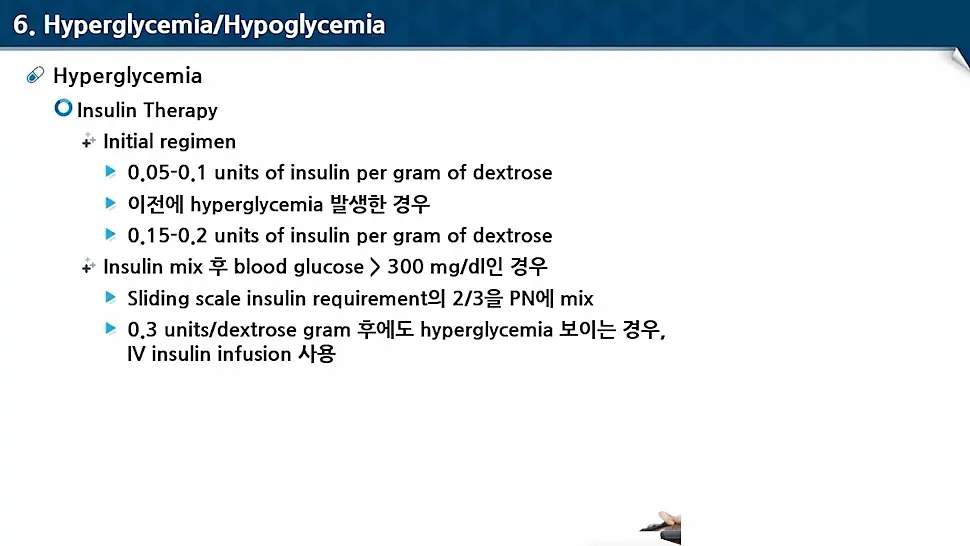 6. Hyperglycemia/Hypoglycemia
Hyperglycemia
Insulin Therapy
Initial regimen
0.05-0.1 units of insulin per gram of dextrose
이전에 hyperglycemia 발생한 경우
0.15-0.2 units of insulin per gram of dextrose
Insulin mix 후 blood glucose > 300 mg/dl인 경우
Sliding scale insulin requirement의 2/3을 PN에 mix
0.3 units/dextrose gram 후에도 hyperglycemia 보이는 경우,
IV insulin infusion 사용